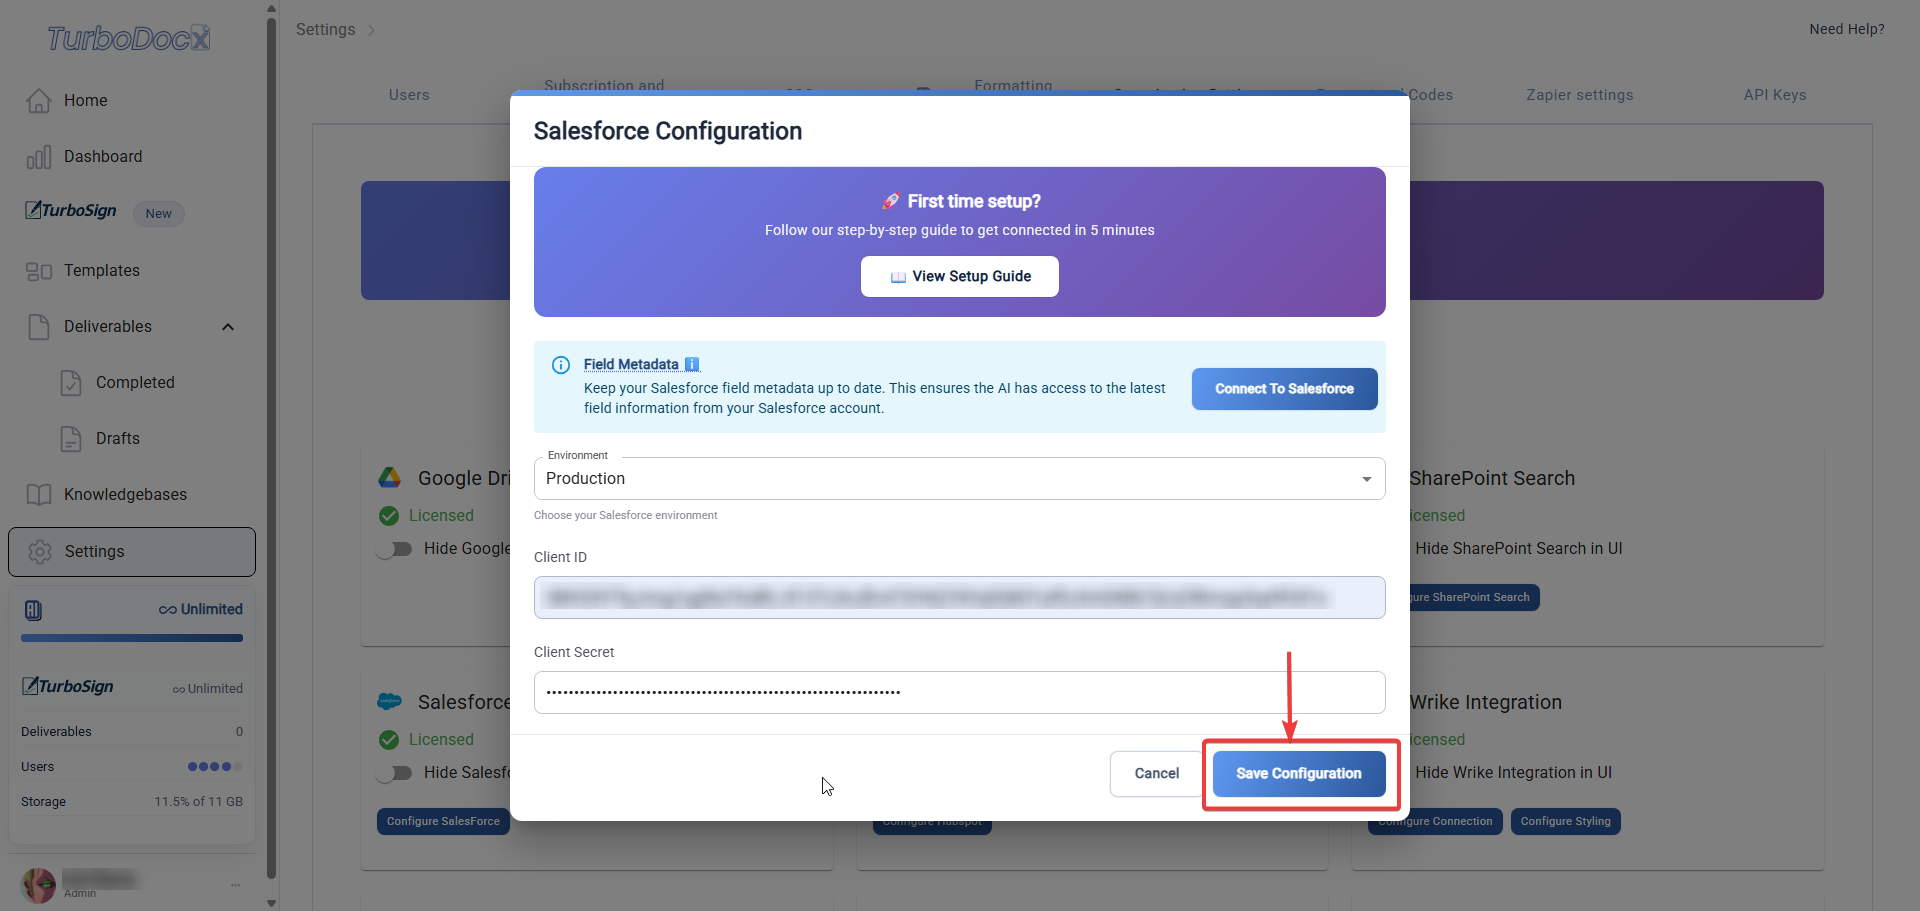 TurboDocx
Home
Dashboard
TurboSign New
Templates
Deliverables
Completed
Drafts
Knowledgebases
Settings
Unlimited
TurboSign Unlimited
Deliverables 0
Users
Storage 11.5% of 11 GB
Admin
...
Settings
Need Help?
Users
Subscription and
Formatting
Codes
Zapier settings
API Keys
Salesforce Configuration
🚀 First time setup?
Follow our step-by-step guide to get connected in 5 minutes
📖 View Setup Guide
Field Metadata ℹ️
Keep your Salesforce field metadata up to date. This ensures the AI has access to the latest
field information from your Salesforce account.
Connect To Salesforce
Environment
Production
Choose your Salesforce environment
Client ID
Client Secret
••••••••••••••••••••••••••••••••••••••••••••••••••••••••••••••••
Cancel
Save Configuration
Google Dri
Licensed
Hide Google
SharePoint Search
icensed
Hide SharePoint Search in UI
gure SharePoint Search
Salesforce
Licensed
Hide Salesfo
Configure SalesForce
Configure Hubspot
Wrike Integration
icensed
Hide Wrike Integration in UI
Configure Connection
Configure Styling